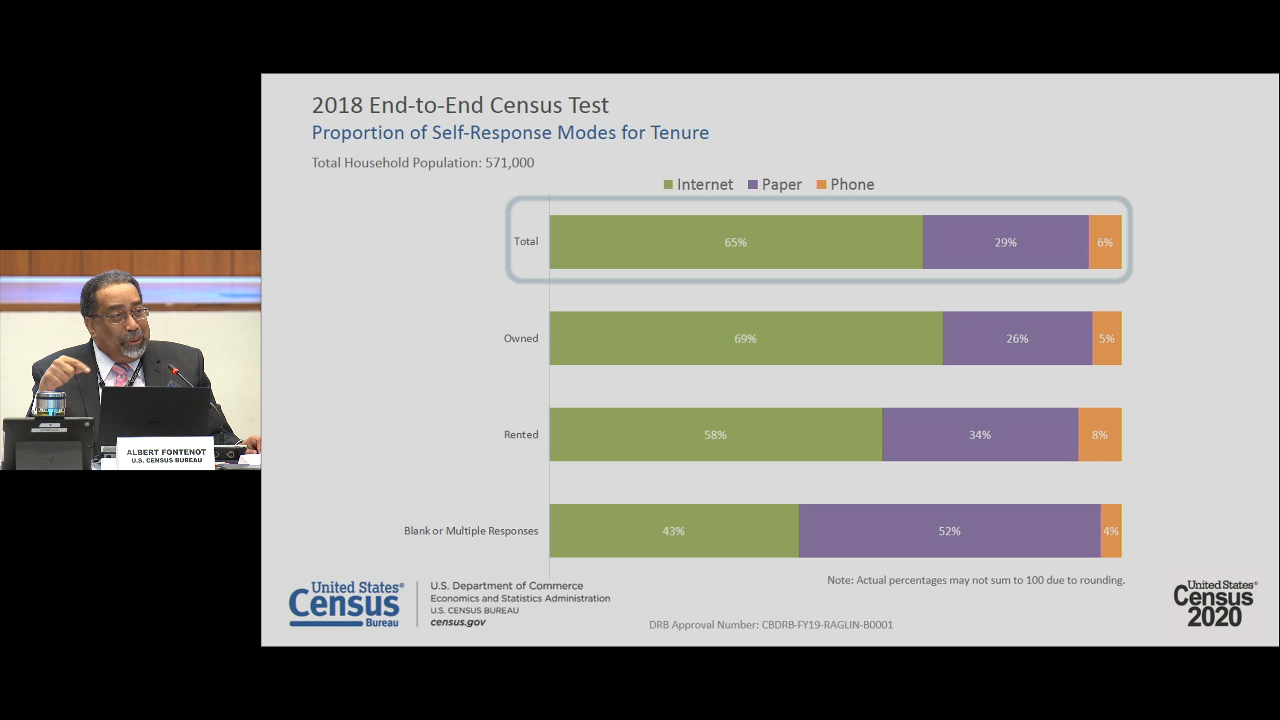 2018 End-to-End Census Test
Proportion of Self-Response Modes for Tenure
Total Household Population: 571,000
Internet Paper Phone
Total 65% 29% 6%
Owned 69% 26% 5%
Rented 58% 34% 8%
Blank or Multiple Responses 43% 52% 4%
Note: Actual percentages may not sum to 100 due to rounding.
United States®
Census
Bureau
U.S. Department of Commerce
Economics and Statistics Administration
U.S. CENSUS BUREAU
census.gov
DRB Approval Number: CBDRB-FY19-RAGLIN-B0001
United States®
Census
2020
ALBERT FONTENOT
U.S. CENSUS BUREAU